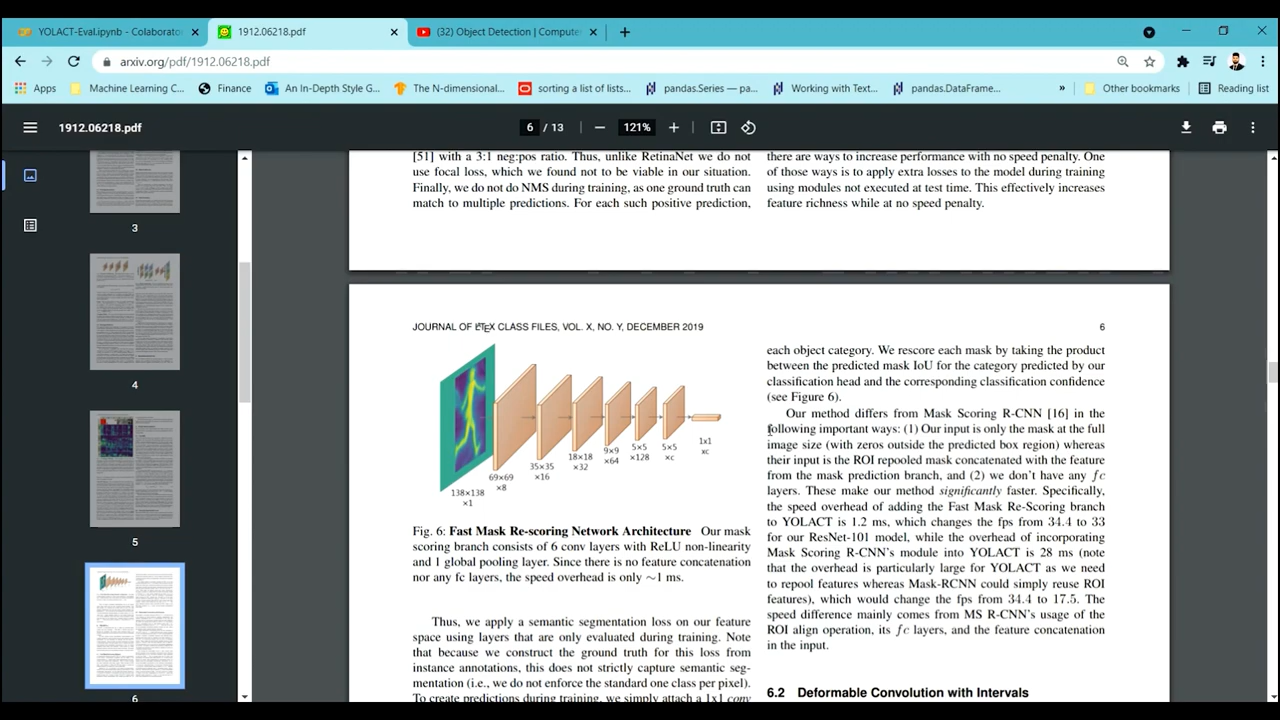 YOLACT-Eval.ipynb - Colaborato
1912.06218.pdf
(32) Object Detection | Compute
arxiv.org/pdf/1912.06218.pdf
Apps
Machine Learning C...
Finance
An In-Depth Style G...
The N-dimensional...
sorting a list of lists...
pandas.Series — pa...
Working with Text...
pandas.DataFrame...
»
Other bookmarks
Reading list
1912.06218.pdf
6 / 13
121%
3
4
5
6
[51] with a 3:1 neg:pos ratio. Thus, unlike RetinaNet we do not
use focal loss, which we found not to be viable in our situation.
Finally, we do not do NMS during training, as one ground truth can
match to multiple predictions. For each such positive prediction,
there are ways to increase performance with no speed penalty. One
of those ways is to apply extra losses to the model during training
using modules not executed at test time. This effectively increases
feature richness while at no speed penalty.
JOURNAL OF LATEX CLASS FILES, VOL. X, NO. Y, DECEMBER 2019
6
138×138
×1
69×69
×8
35×35
×16
18×18
×32
9×9
×64
5×5
×128
5×5
×c
1x1
xc
Fig. 6: Fast Mask Re-scoring Network Architecture Our mask
scoring branch consists of 6 conv layers with ReLU non-linearity
and 1 global pooling layer. Since there is no feature concatenation
nor any fc layers, the speed overhead is only ∼1 ms.
Thus, we apply a semantic segmentation loss on our feature
space using layers that are only evaluated during training. Note
that because we construct the ground truth for this loss from
instance annotations, this does not strictly capture semantic seg-
mentation (i.e., we do not enforce the standard one class per pixel).
To create predictions during training, we simply attach a 1x1 conv
each object category. We rescore each mask by taking the product
between the predicted mask IoU for the category predicted by our
classification head and the corresponding classification confidence
(see Figure 6).
Our method differs from Mask Scoring R-CNN [16] in the
following important ways: (1) Our input is only the mask at the full
image size (with zeros outside the predicted box region) whereas
their input is the ROI repooled mask concatenated with the feature
from the mask prediction branch, and (2) we don't have any fc
layers. These make our method significantly faster. Specifically,
the speed overhead of adding the Fast Mask Re-Scoring branch
to YOLACT is 1.2 ms, which changes the fps from 34.4 to 33
for our ResNet-101 model, while the overhead of incorporating
Mask Scoring R-CNN's module into YOLACT is 28 ms (note
that the overhead is particularly large for YOLACT as we need
to repool features whereas Mask-RCNN could simply reuse ROI
features), which would change the fps from 34.4 to 17.5. The
speed difference mainly comes from MS R-CNN's usage of the
ROI align operation, its fc layers, and the feature concatenation
in the input.
6.2 Deformable Convolution with Intervals